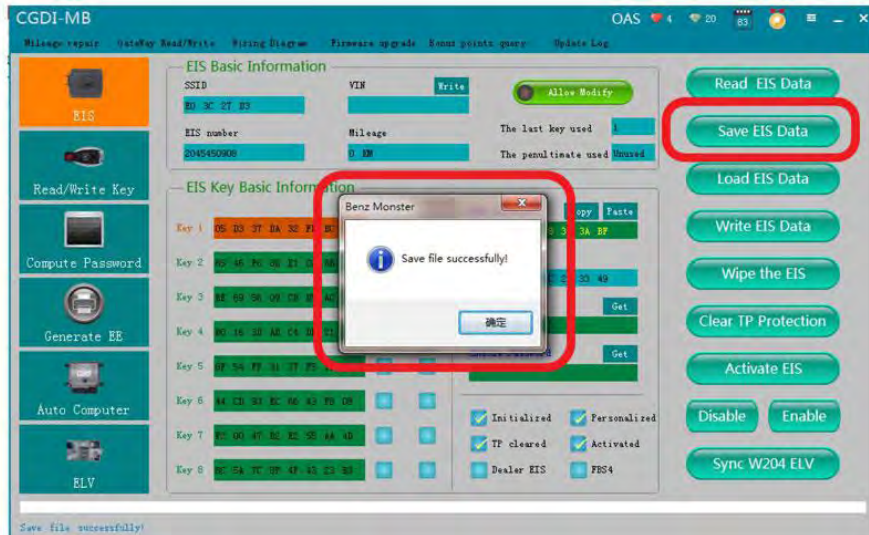 CGDI-MB
OAS 4 20 83
Mileage repair GateWay Read/Write Wiring Diagram Firmware upgrade Bonus points query Update Log
EIS
Read/Write Key
Compute Password
Generate EE
Auto Computer
ELV
EIS Basic Information
SSID VIN Write Allow Modify
E0 3C 27 B3
EIS number Mileage The last key used 1
2045450908 0 KM The penultimate used Unused
EIS Key Basic Information
Copy Paste
Key 1
Key 2
Key 3 Get
Key 4
Key 5 Get
Key 6
Key 7
Key 8
Initialized Personalized
TP cleared Activated
Dealer EIS FBS4
Benz Monster
Save file successfully!
确定
Read EIS Data
Save EIS Data
Load EIS Data
Write EIS Data
Wipe the EIS
Clear TP Protection
Activate EIS
Disable Enable
Sync W204 ELV
Save file successfully!